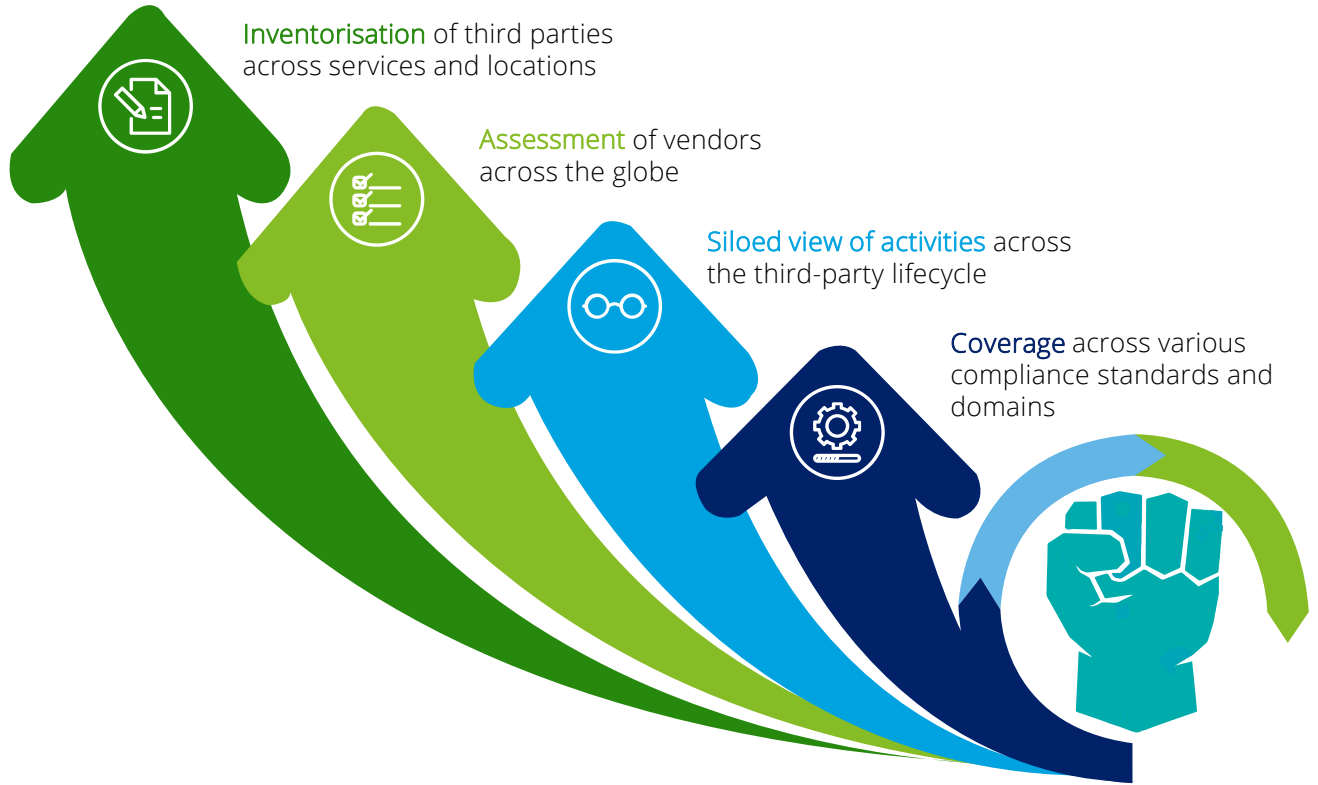 Inventorisation of third parties
across services and locations
Assessment of vendors
across the globe
Siloed view of activities across
the third-party lifecycle
Coverage across various
compliance standards and
domains